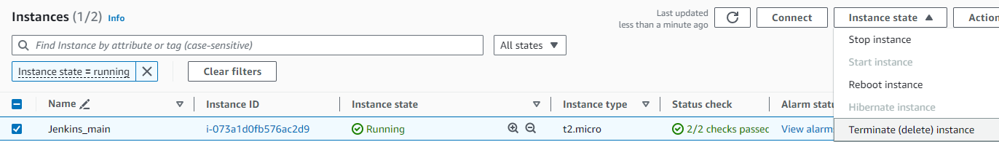 Instances (1/2) Info
Last updated
less than a minute ago
Connect
Instance state
Action
Find Instance by attribute or tag (case-sensitive)
All states
Instance state = running
Clear filters
Stop instance
Start instance
Reboot instance
Hibernate instance
Terminate (delete) instance
Name Instance ID Instance state Instance type Status check Alarm statu
Jenkins_main i-073a1d0fb576ac2d9 Running t2.micro 2/2 checks passec View alarms